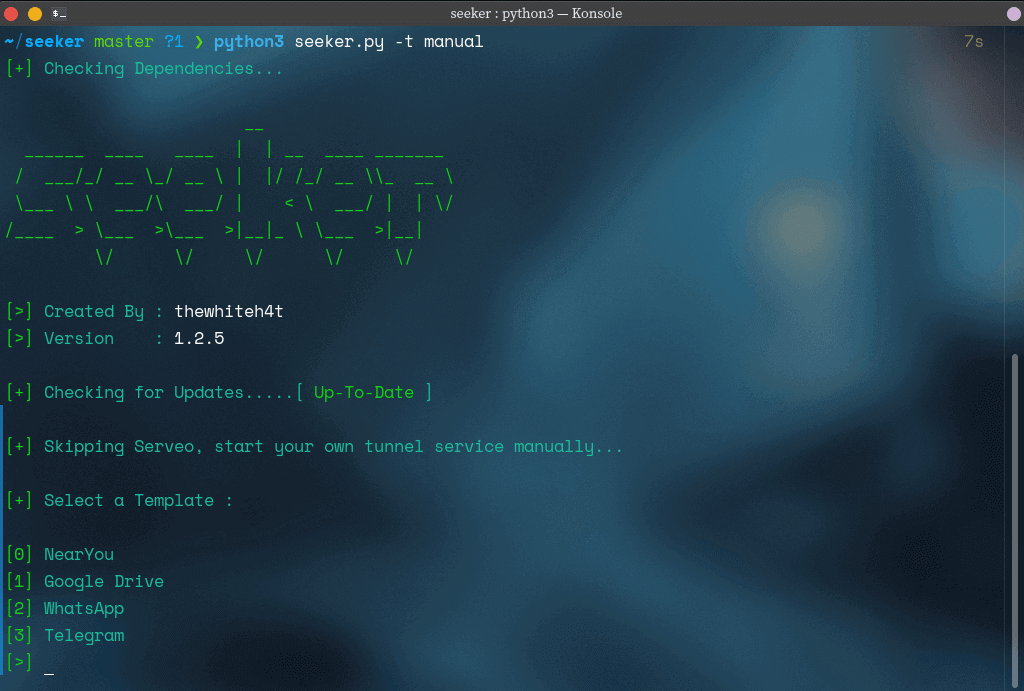 seeker : python3 — Konsole
~/seeker master ?1 ❯ python3 seeker.py -t manual 7s
[+] Checking Dependencies...
                        __
  ______  ____   ____  |  | __  ____ _______
 /  ___/_/ __ \_/ __ \ |  |/ /_/ __ \\_  __ \
 \___ \ \  ___/\  ___/ |    < \  ___/ |  | \/
/____  > \___  >\___  >|__|_ \ \___  >|__|
         \/      \/      \/       \/      \/
[>] Created By : thewhiteh4t
[>] Version    : 1.2.5
[+] Checking for Updates.....[ Up-To-Date ]
[+] Skipping Serveo, start your own tunnel service manually...
[+] Select a Template :
[0] NearYou
[1] Google Drive
[2] WhatsApp
[3] Telegram
[>] _